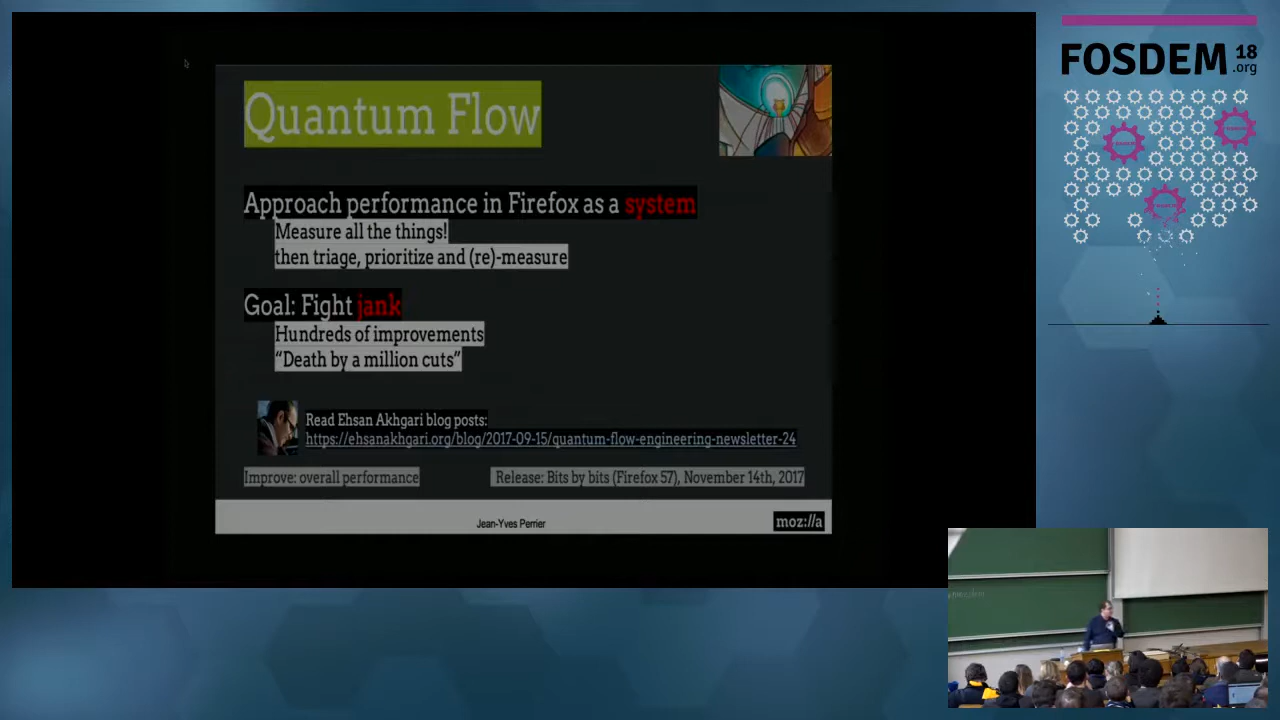 Quantum Flow
Approach performance in Firefox as a system
Measure all the things!
then triage, prioritize and (re)-measure
Goal: Fight jank
Hundreds of improvements
“Death by a million cuts”
Read Ehsan Akhgari blog posts:
https://ehsanakhgari.org/blog/2017-09-15/quantum-flow-engineering-newsletter-24
Improve: overall performance
Release: Bits by bits (Firefox 57), November 14th, 2017
Jean-Yves Perrier
moz://a
FOSDEM 18
.org